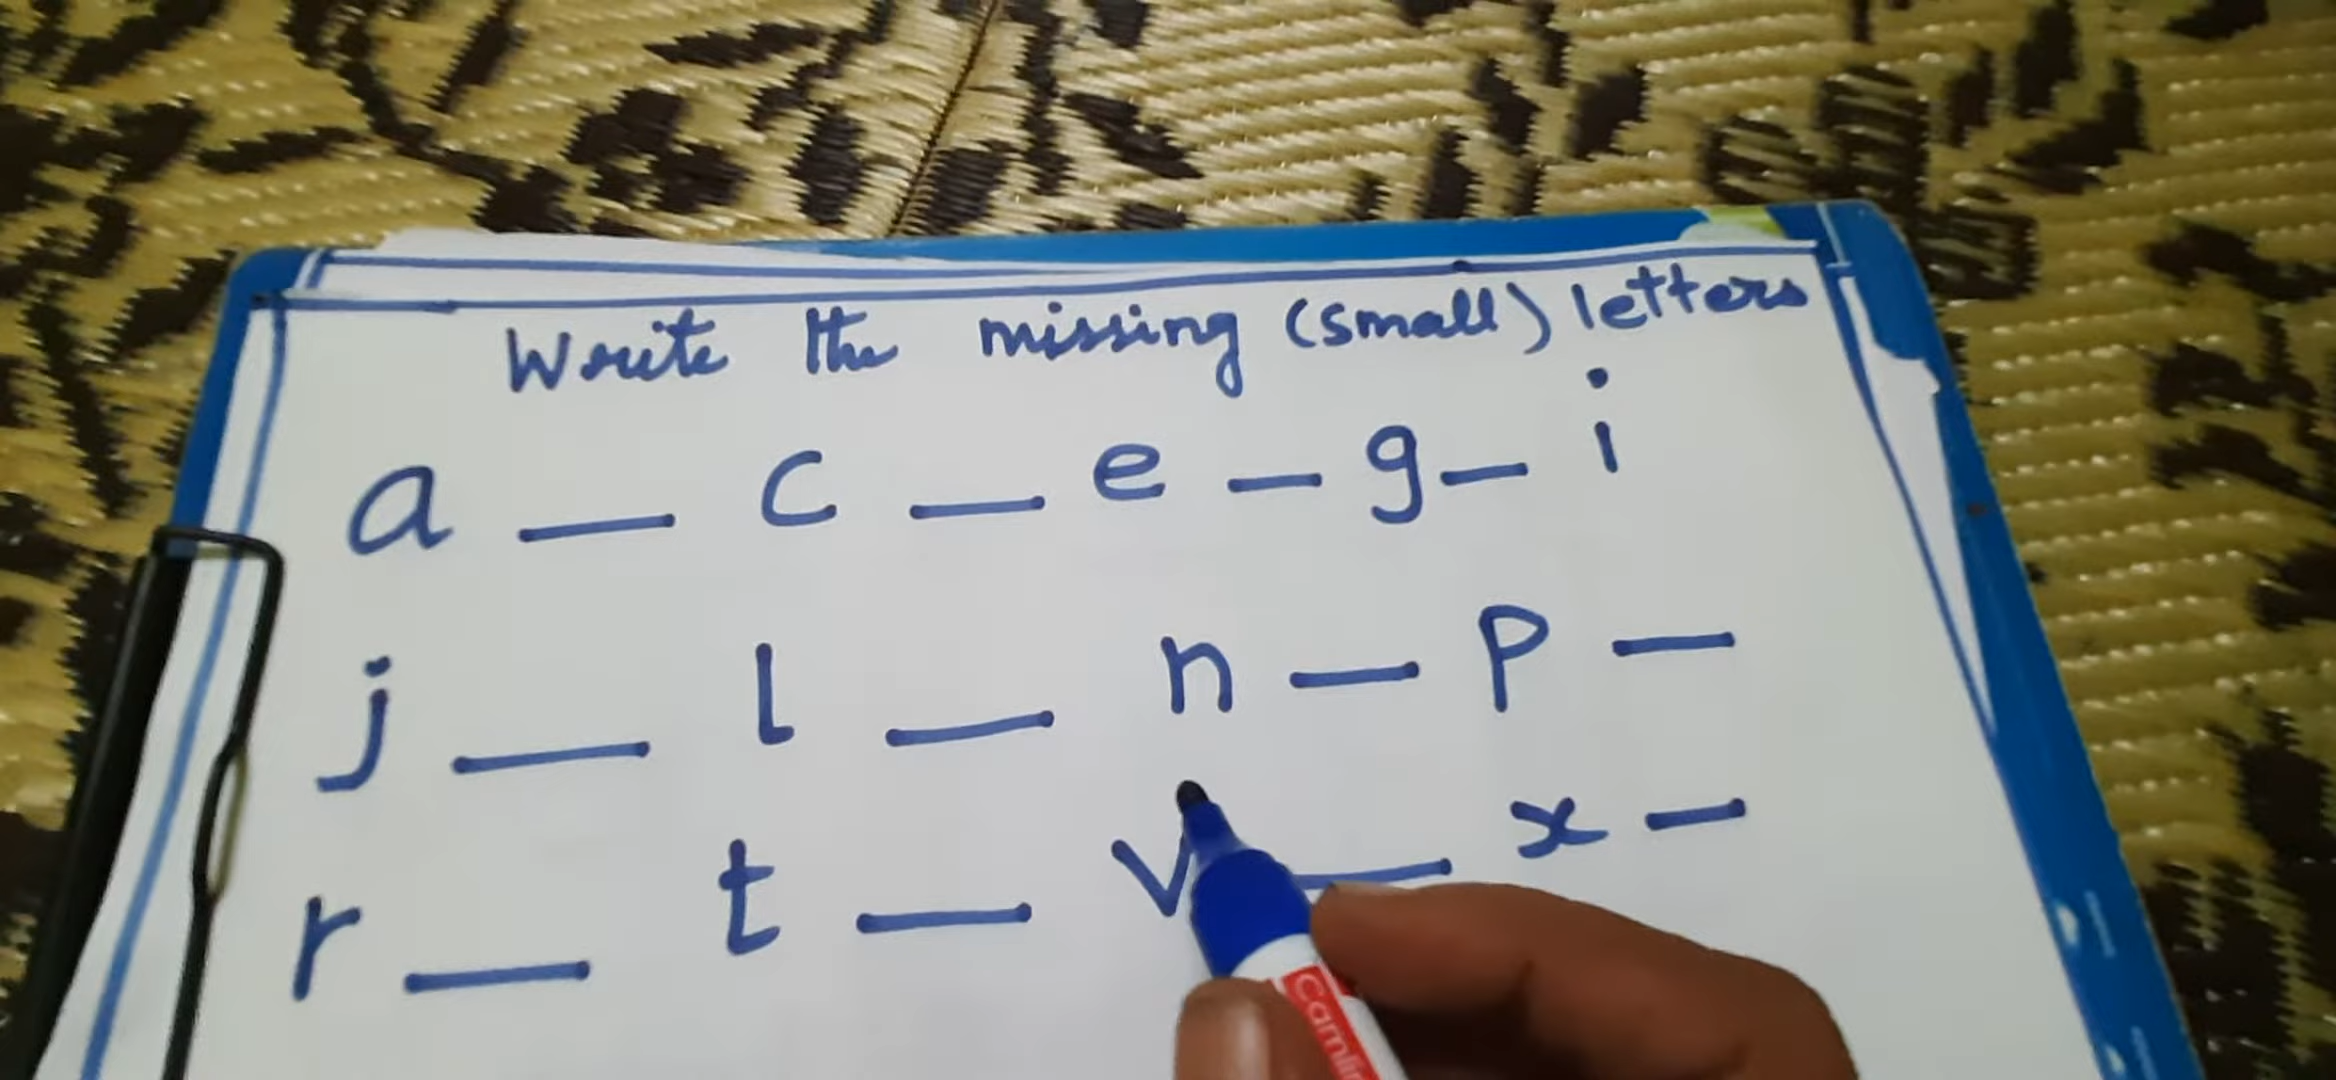 Write the missing (small) letters
a __ c __ e __ g __ i
j __ l __ n __ p __
r __ t __ v __ x __